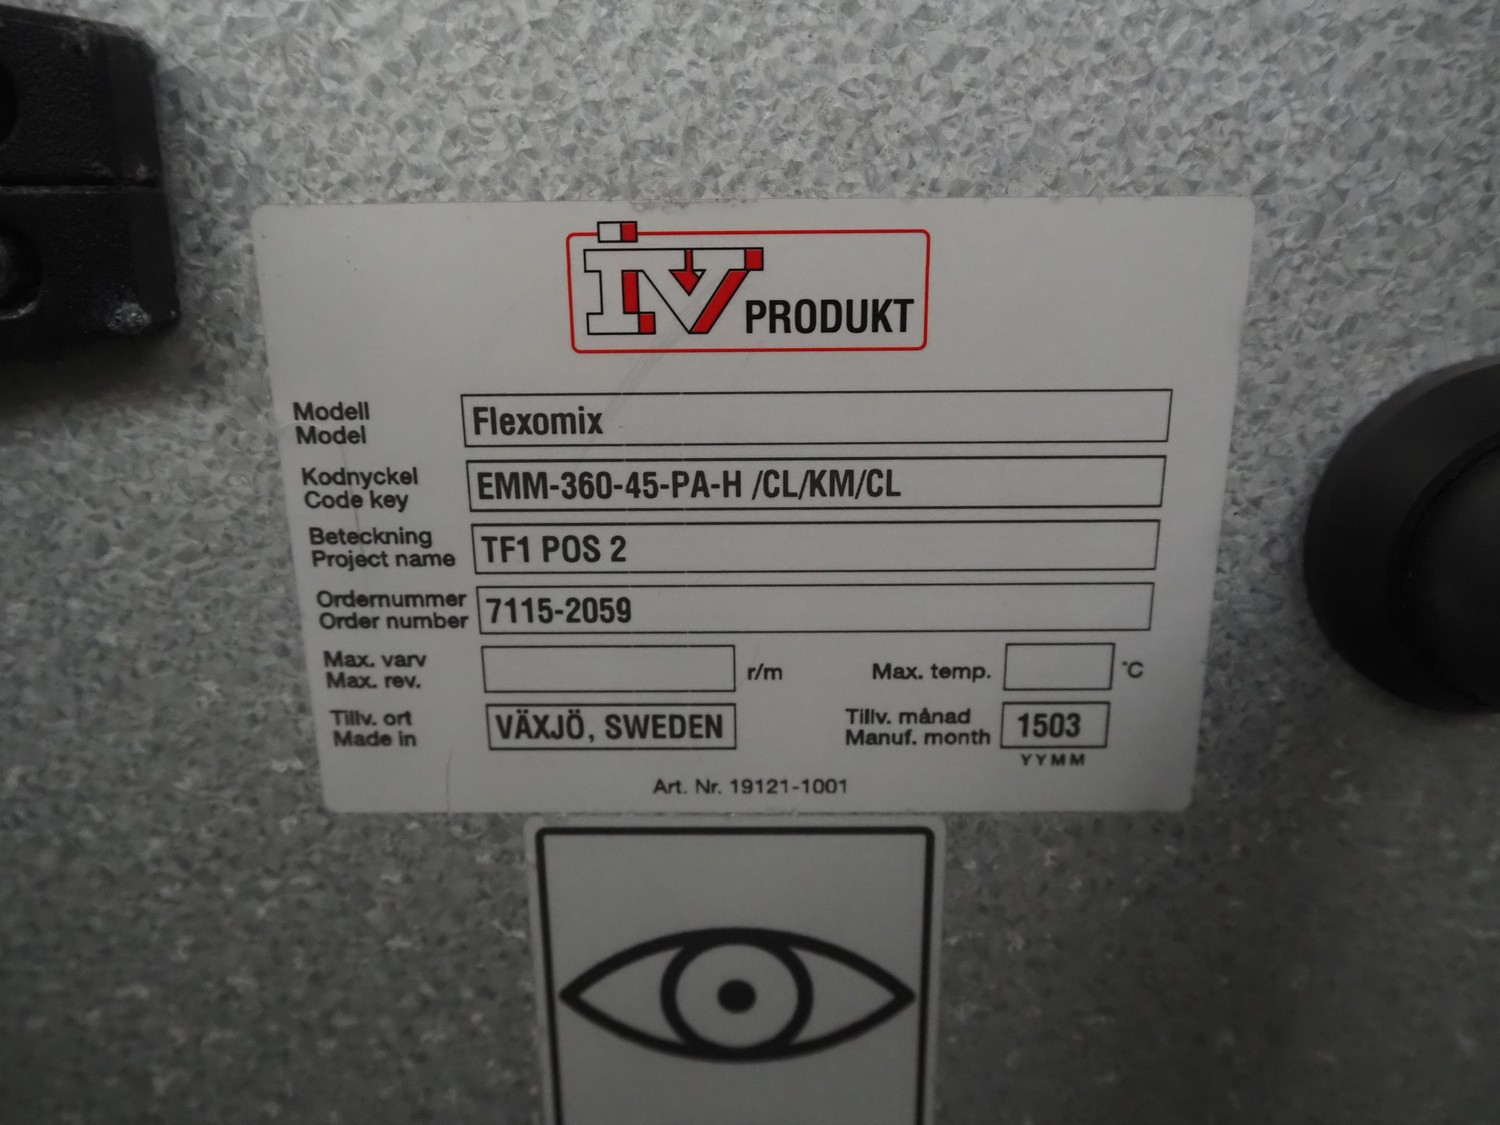 iV PRODUKT
Modell
Model
Flexomix
Kodnyckel
Code key
EMM-360-45-PA-H /CL/KM/CL
Beteckning
Project name
TF1 POS 2
Ordernummer
Order number
7115-2059
Max. varv
Max. rev.
r/m
Max. temp.
°C
Tillv. ort
Made in
VÄXJÖ, SWEDEN
Tillv. månad
Manuf. month
1503
YYMM
Art. Nr. 19121-1001